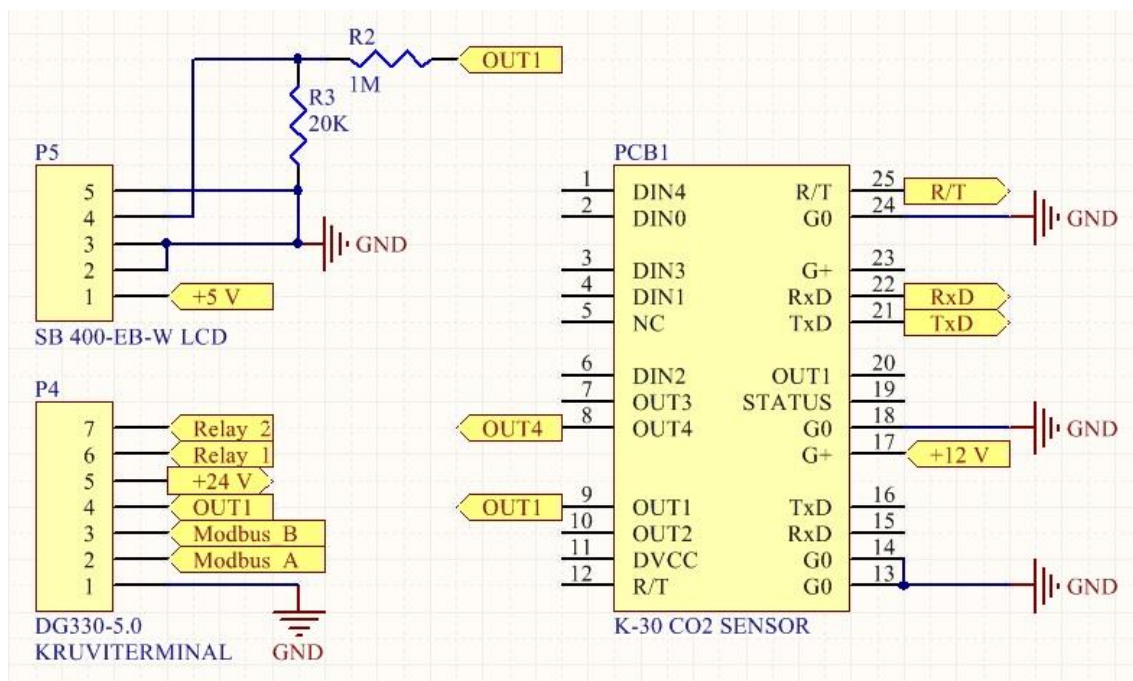 R2
1M
OUT1
R3
20K
P5
5
4
3
2
1
GND
+5 V
SB 400-EB-W LCD
P4
7
6
5
4
3
2
1
Relay 2
Relay 1
+24 V
OUT1
Modbus B
Modbus A
DG330-5.0
KRUVITERMINAL
GND
PCB1
1 DIN4 R/T 25 R/T
2 DIN0 G0 24 GND
3 DIN3 G+ 23
4 DIN1 RxD 22 RxD
5 NC TxD 21 TxD
6 DIN2 OUT1 20
7 OUT3 STATUS 19
OUT4 8 OUT4 G0 18 GND
G+ 17 +12 V
OUT1 9 OUT1 TxD 16
10 OUT2 RxD 15
11 DVCC G0 14
12 R/T G0 13 GND
K-30 CO2 SENSOR